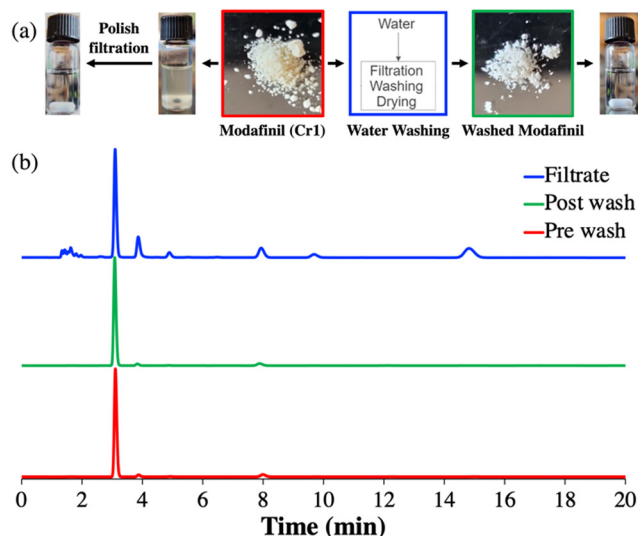 (a)
Polish
filtration
Modafinil (Cr1)
Water
Filtration
Washing
Drying
Water Washing
Washed Modafinil
(b)
Filtrate
Post wash
Pre wash
0 2 4 6 8 10 12 14 16 18 20
Time (min)